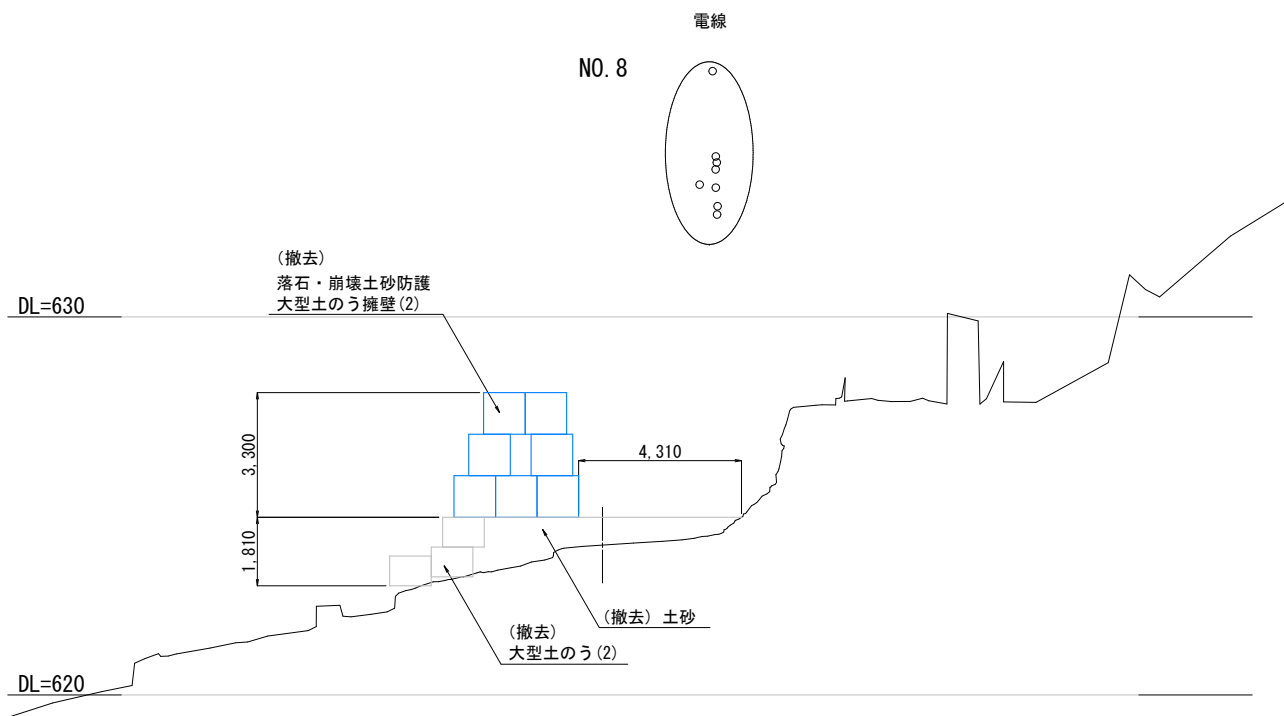 電線
NO.8
(撤去)
落石・崩壊土砂防護
大型土のう擁壁(2)
DL=630
3,300
4,310
1,810
(撤去) 土砂
(撤去)
大型土のう(2)
DL=620